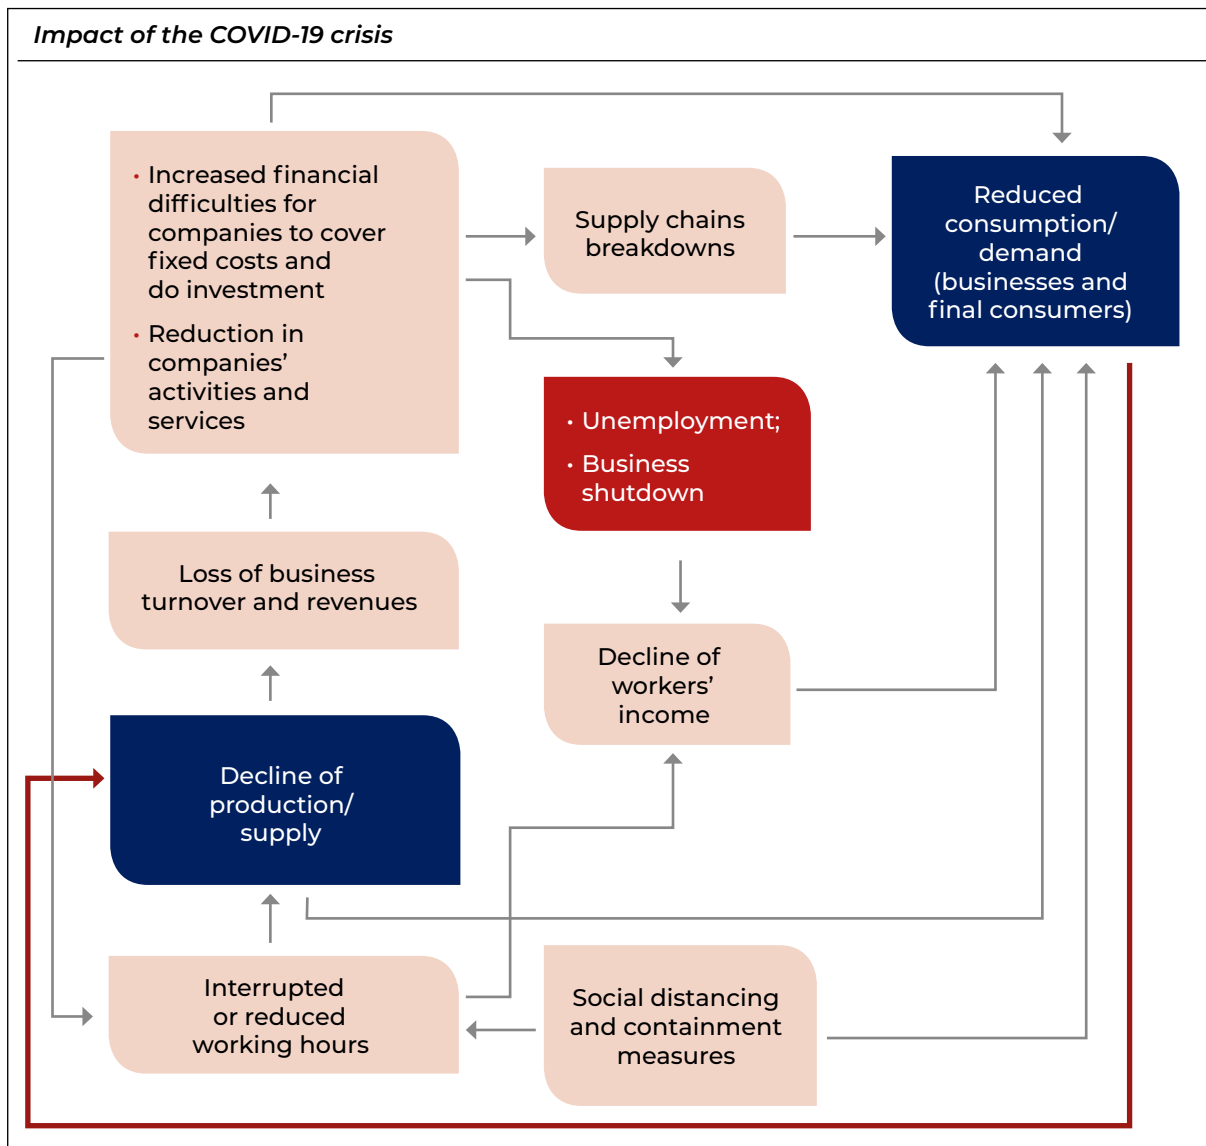 Impact of the COVID-19 crisis
• Increased financial
difficulties for
companies to cover
fixed costs and
do investment
• Reduction in
companies’
activities and
services
Supply chains
breakdowns
Reduced
consumption/
demand
(businesses and
final consumers)
• Unemployment;
• Business
shutdown
Loss of business
turnover and revenues
Decline of
workers’
income
Decline of
production/
supply
Interrupted
or reduced
working hours
Social distancing
and containment
measures